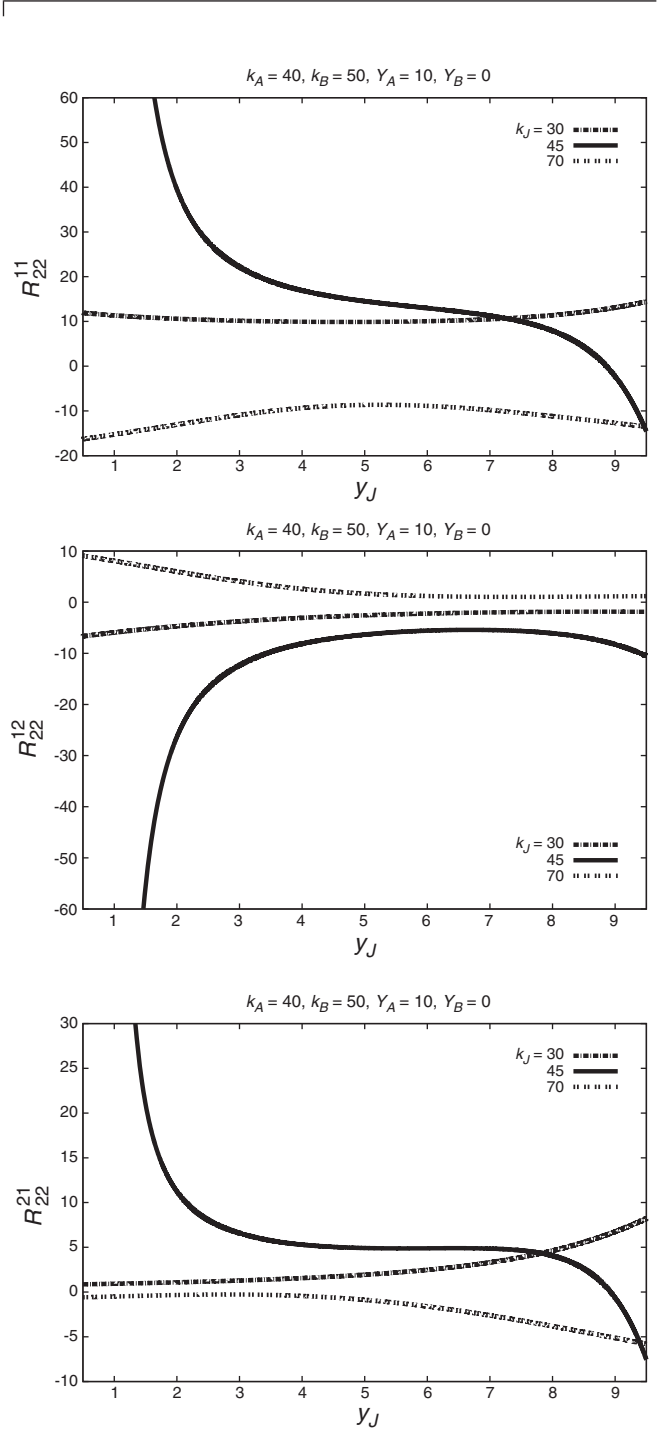 k_A = 40, k_B = 50, Y_A = 10, Y_B = 0
60
50
40
30
20
10
0
-10
-20
R^{11}_{22}
k_J = 30
45
70
1 2 3 4 5 6 7 8 9
y_J
k_A = 40, k_B = 50, Y_A = 10, Y_B = 0
10
0
-10
-20
-30
-40
-50
-60
R^{12}_{22}
k_J = 30
45
70
1 2 3 4 5 6 7 8 9
y_J
k_A = 40, k_B = 50, Y_A = 10, Y_B = 0
30
25
20
15
10
5
0
-5
-10
R^{21}_{22}
k_J = 30
45
70
1 2 3 4 5 6 7 8 9
y_J